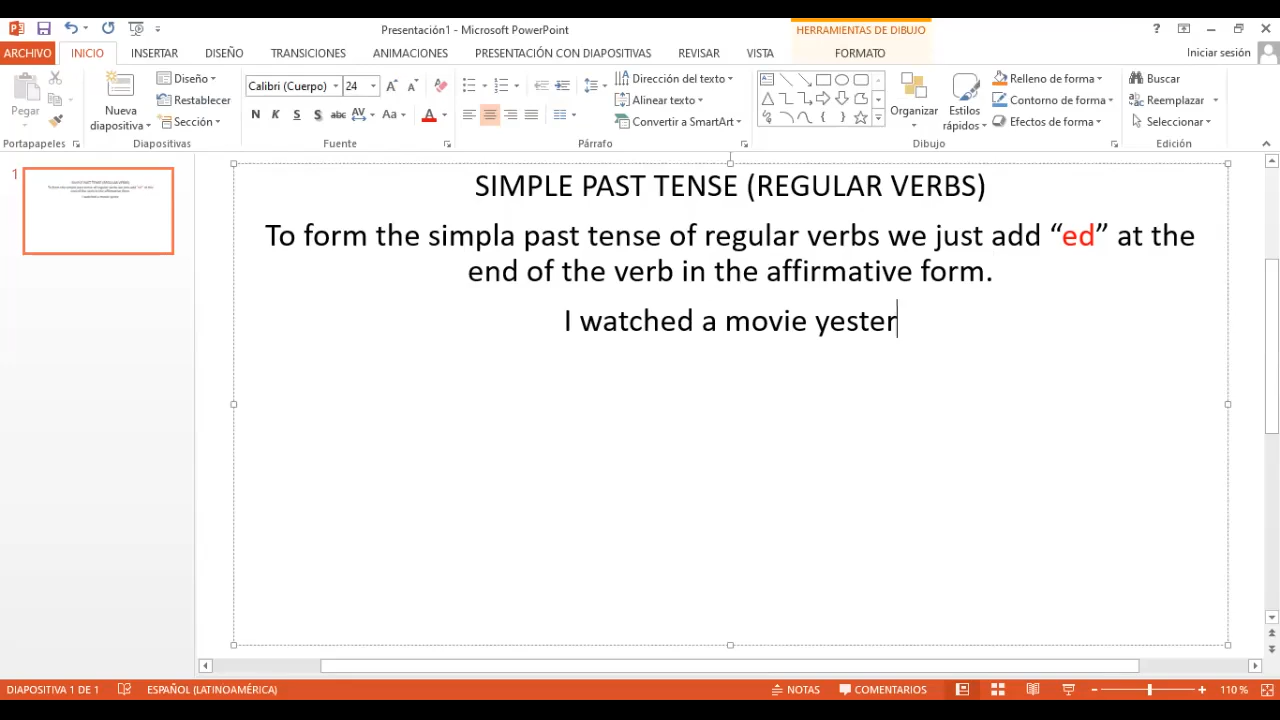 Presentación1 - Microsoft PowerPoint
HERRAMIENTAS DE DIBUJO
ARCHIVO INICIO INSERTAR DISEÑO TRANSICIONES ANIMACIONES PRESENTACIÓN CON DIAPOSITIVAS REVISAR VISTA FORMATO Iniciar sesión
Pegar
Nueva diapositiva
Diseño
Restablecer
Sección
Calibri (Cuerpo) 24
N K S S abc AV Aa A
Dirección del texto
Alinear texto
Convertir a SmartArt
Organizar
Estilos rápidos
Relleno de forma
Contorno de forma
Efectos de forma
Buscar
Reemplazar
Seleccionar
Portapapeles Diapositivas Fuente Párrafo Dibujo Edición
1
SIMPLE PAST TENSE (REGULAR VERBS)
To form the simpla past tense of regular verbs we just add “ed” at the
end of the verb in the affirmative form.
I watched a movie yester
DIAPOSITIVA 1 DE 1 ESPAÑOL (LATINOAMÉRICA) NOTAS COMENTARIOS 110 %